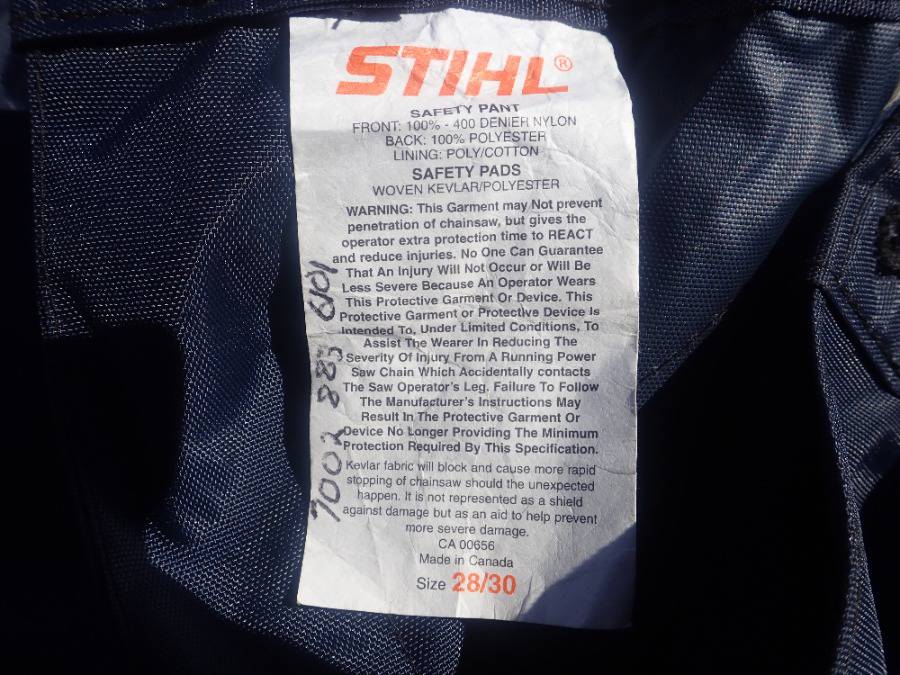 STIHL®
SAFETY PANT
FRONT: 100% - 400 DENIER NYLON
BACK: 100% POLYESTER
LINING: POLY/COTTON
SAFETY PADS
WOVEN KEVLAR/POLYESTER
WARNING: This Garment may Not prevent
penetration of chainsaw, but gives the
operator extra protection time to REACT
and reduce injuries. No One Can Guarantee
That An Injury Will Not Occur or Will Be
Less Severe Because An Operator Wears
This Protective Garment Or Device. This
Protective Garment or Protective Device Is
Intended To, Under Limited Conditions, To
Assist The Wearer In Reducing The
Severity Of Injury From A Running Power
Saw Chain Which Accidentally contacts
The Saw Operator's Leg. Failure To Follow
The Manufacturer's Instructions May
Result In The Protective Garment Or
Device No Longer Providing The Minimum
Protection Required By This Specification.
Kevlar fabric will block and cause more rapid
stopping of chainsaw should the unexpected
happen. It is not represented as a shield
against damage but as an aid to help prevent
more severe damage.
CA 00656
Made in Canada
Size 28/30
7002 883 6101